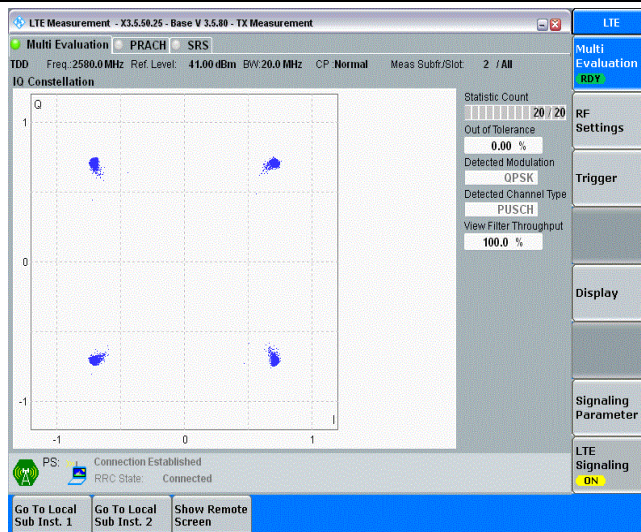 LTE Measurement - X3.5.50.25 - Base V 3.5.80 - TX Measurement
LTE
Multi Evaluation PRACH SRS
TDD Freq.:2580.0 MHz Ref. Level: 41.00 dBm BW:20.0 MHz CP :Normal Meas Subfr./Slot: 2 / All
IQ Constellation
Q
1
0
-1
-1 0 1
I
Statistic Count
20 / 20
Out of Tolerance
0.00 %
Detected Modulation
QPSK
Detected Channel Type
PUSCH
View Filter Throughput
100.0 %
Multi
Evaluation
RDY
RF
Settings
Trigger
Display
Signaling
Parameter
LTE
Signaling
ON
PS: Connection Established
RRC State: Connected
Go To Local
Sub Inst. 1
Go To Local
Sub Inst. 2
Show Remote
Screen